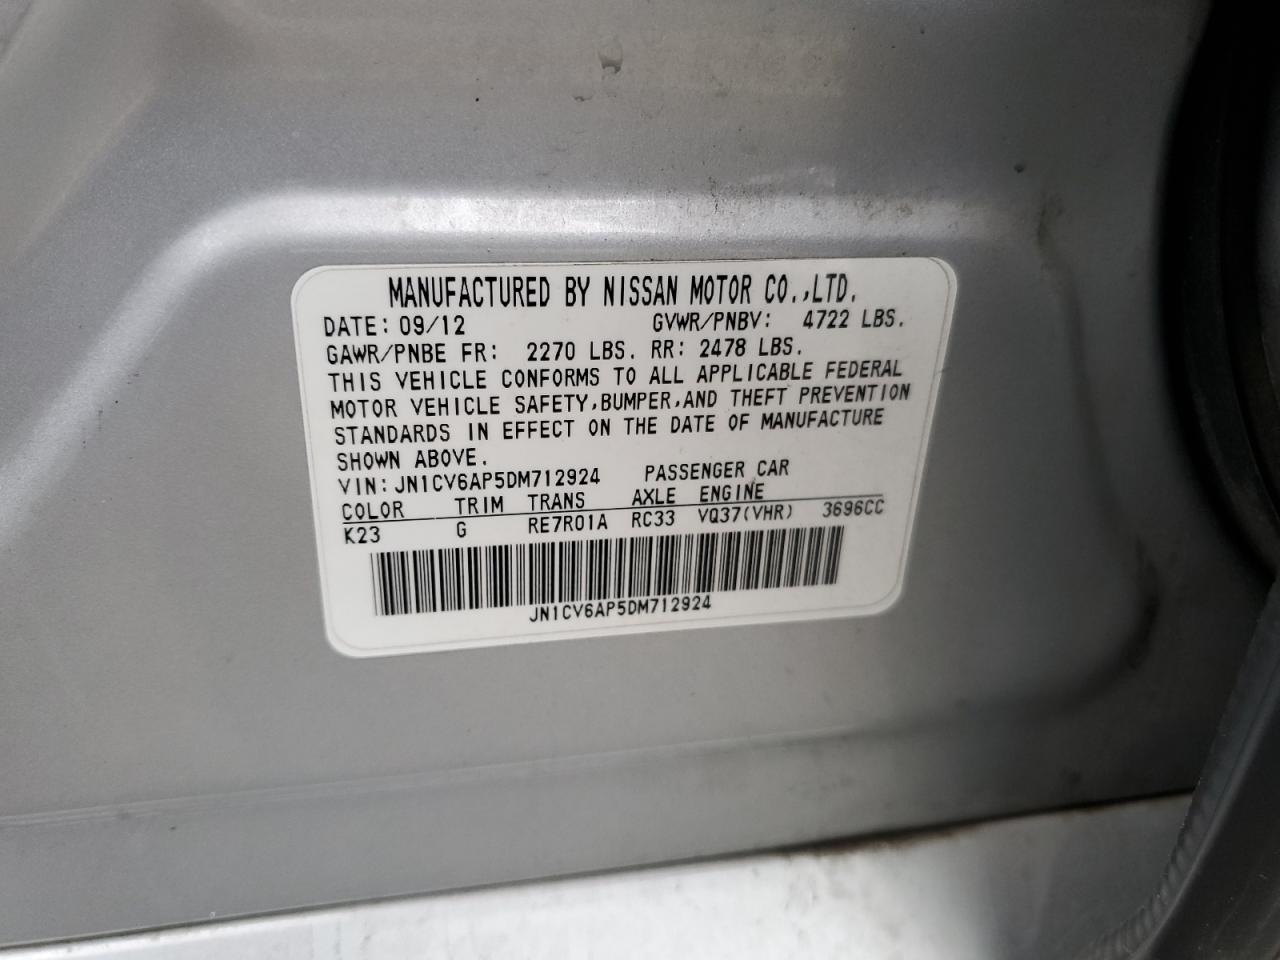 MANUFACTURED BY NISSAN MOTOR CO.,LTD.
DATE: 09/12 GVWR/PNBV: 4722 LBS.
GAWR/PNBE FR: 2270 LBS. RR: 2478 LBS.
THIS VEHICLE CONFORMS TO ALL APPLICABLE FEDERAL
MOTOR VEHICLE SAFETY,BUMPER,AND THEFT PREVENTION
STANDARDS IN EFFECT ON THE DATE OF MANUFACTURE
SHOWN ABOVE.
VIN: JN1CV6AP5DM712924 PASSENGER CAR
COLOR TRIM TRANS AXLE ENGINE
K23 G RE7R01A RC33 VQ37(VHR) 3696CC
JN1CV6AP5DM712924